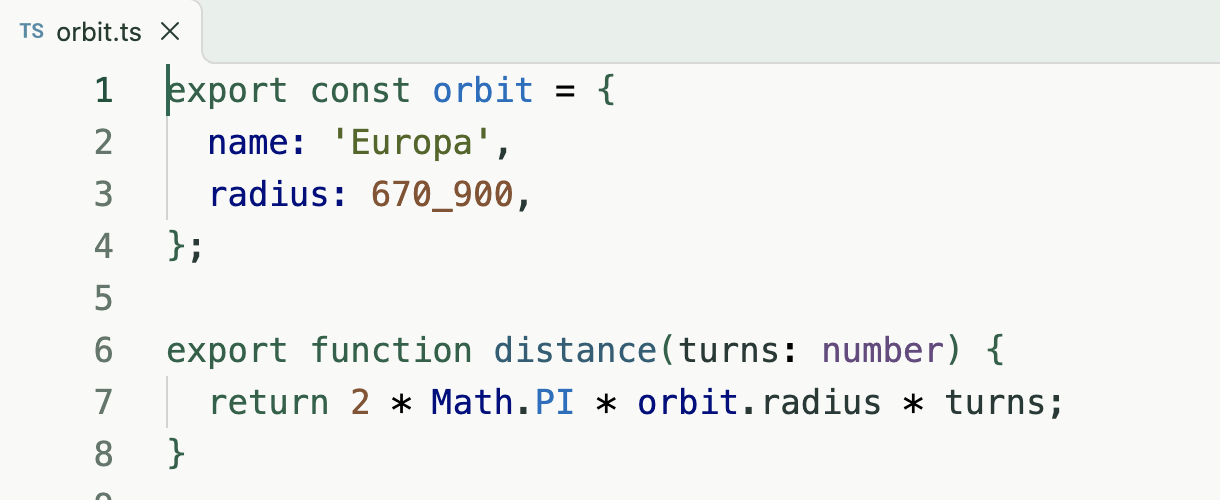 TS orbit.ts
1 export const orbit = {
2   name: 'Europa',
3   radius: 670_900,
4 };
5
6 export function distance(turns: number) {
7   return 2 * Math.PI * orbit.radius * turns;
8 }